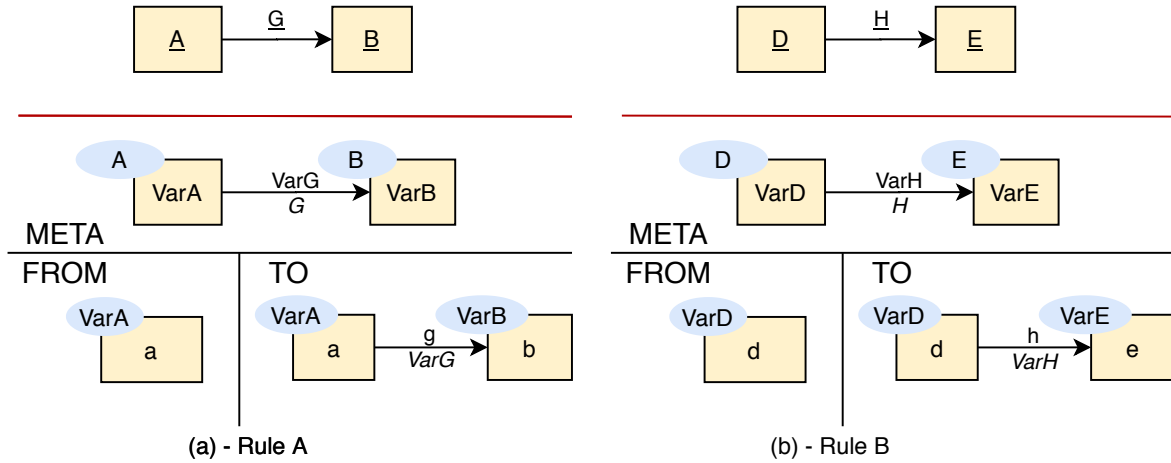 A G B
A B
VarA VarG VarB
G
META
FROM TO
VarA VarA VarB
a a g b
VarG
(a) - Rule A
D H E
D E
VarD VarH VarE
H
META
FROM TO
VarD VarD VarE
d d h e
VarH
(b) - Rule B